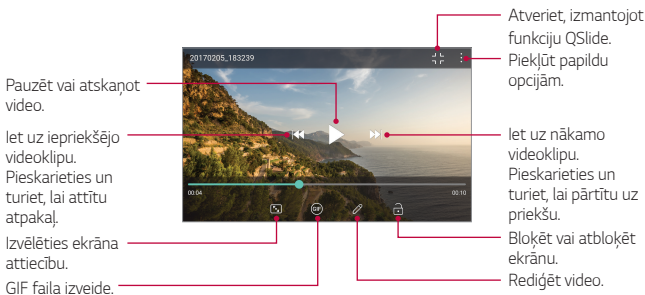 Atveriet, izmantojot
funkciju QSlide.
Piekļūt papildu
opcijām.
20170205_183239
Pauzēt vai atskaņot
video.
Iet uz iepriekšējo
videoklipu.
Pieskarieties un
turiet, lai attītu
atpakaļ.
Iet uz nākamo
videoklipu.
Pieskarieties un
turiet, lai pārtītu uz
priekšu.
00:04
00:10
GIF
Izvēlēties ekrāna
attiecību.
Bloķēt vai atbloķēt
ekrānu.
GIF faila izveide.
Rediģēt video.